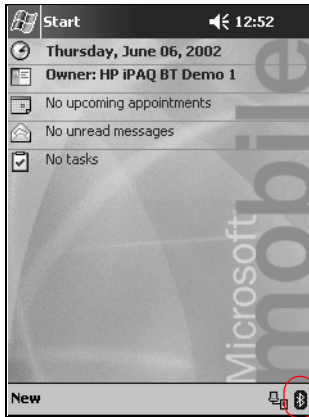 Start 12:52
Thursday, June 06, 2002
Owner: HP iPAQ BT Demo 1
No upcoming appointments
No unread messages
No tasks
Microsoft
mobile
New